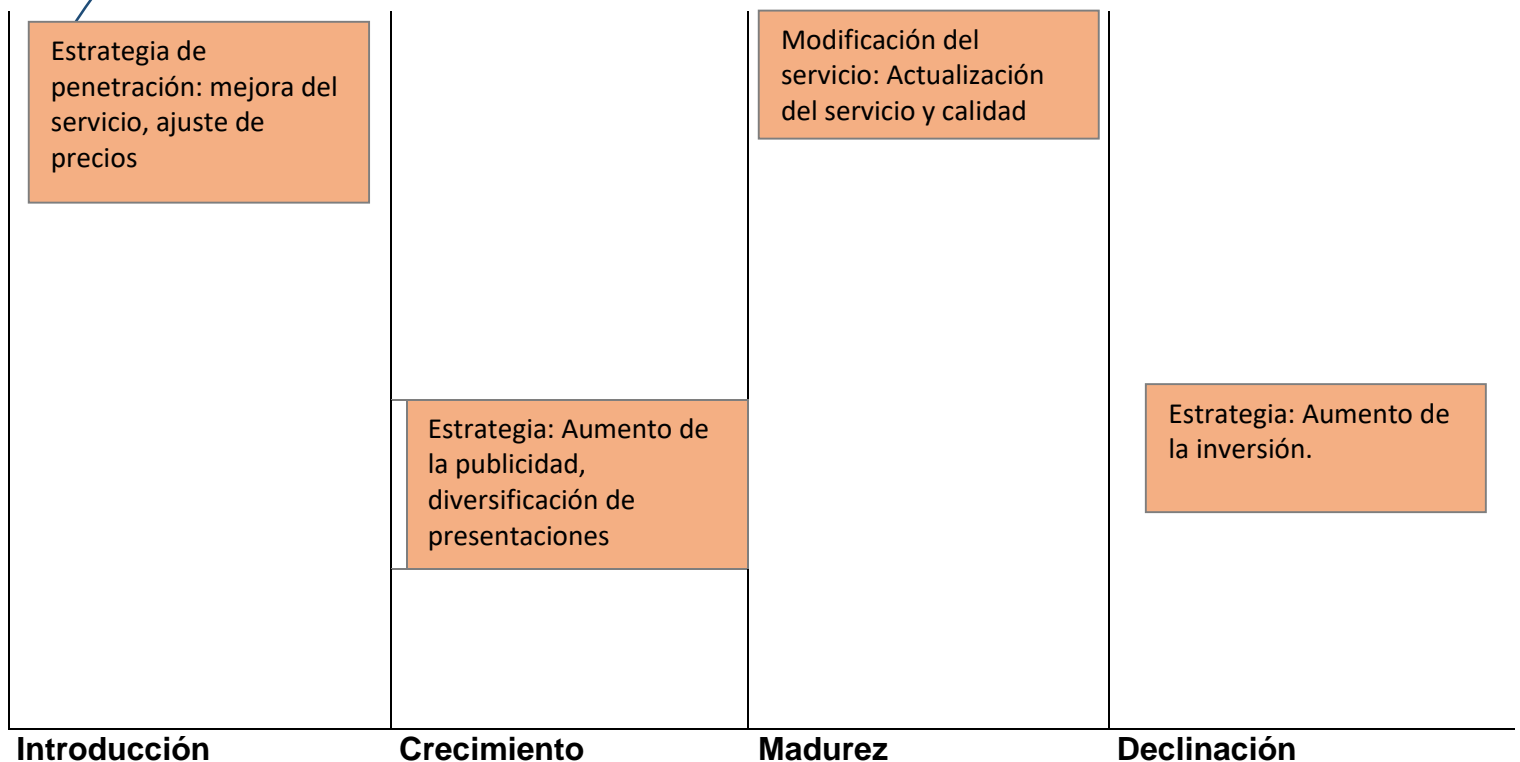 Estrategia de
penetración: mejora del
servicio, ajuste de
precios
Estrategia: Aumento de
la publicidad,
diversificación de
presentaciones
Modificación del
servicio: Actualización
del servicio y calidad
Estrategia: Aumento de
la inversión.
Introducción
Crecimiento
Madurez
Declinación